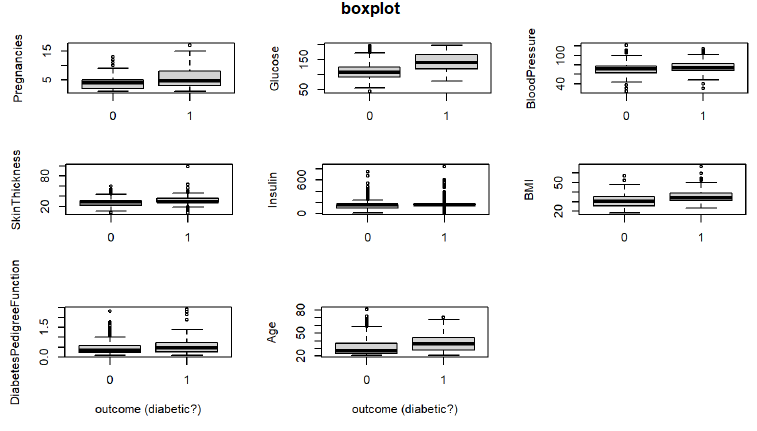 boxplot
Pregnancies
5 15
0 1
Glucose
50 150
0 1
BloodPressure
40 100
0 1
SkinThickness
20 80
0 1
Insulin
0 600
0 1
BMI
20 50
0 1
DiabetesPedigreeFunction
0.0 1.5
0 1
outcome (diabetic?)
Age
20 50 80
0 1
outcome (diabetic?)